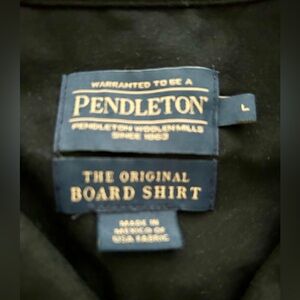 WARRANTED TO BE A
PENDLETON®
PENDLETON WOOLEN MILLS
SINCE 1863
L
THE ORIGINAL
BOARD SHIRT
MADE IN
MEXICO OF
USA FABRIC